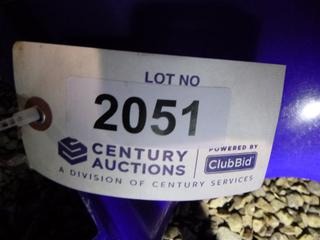 LOT NO
2051
CENTURY AUCTIONS
POWERED BY
ClubBid
A DIVISION OF CENTURY SERVICES